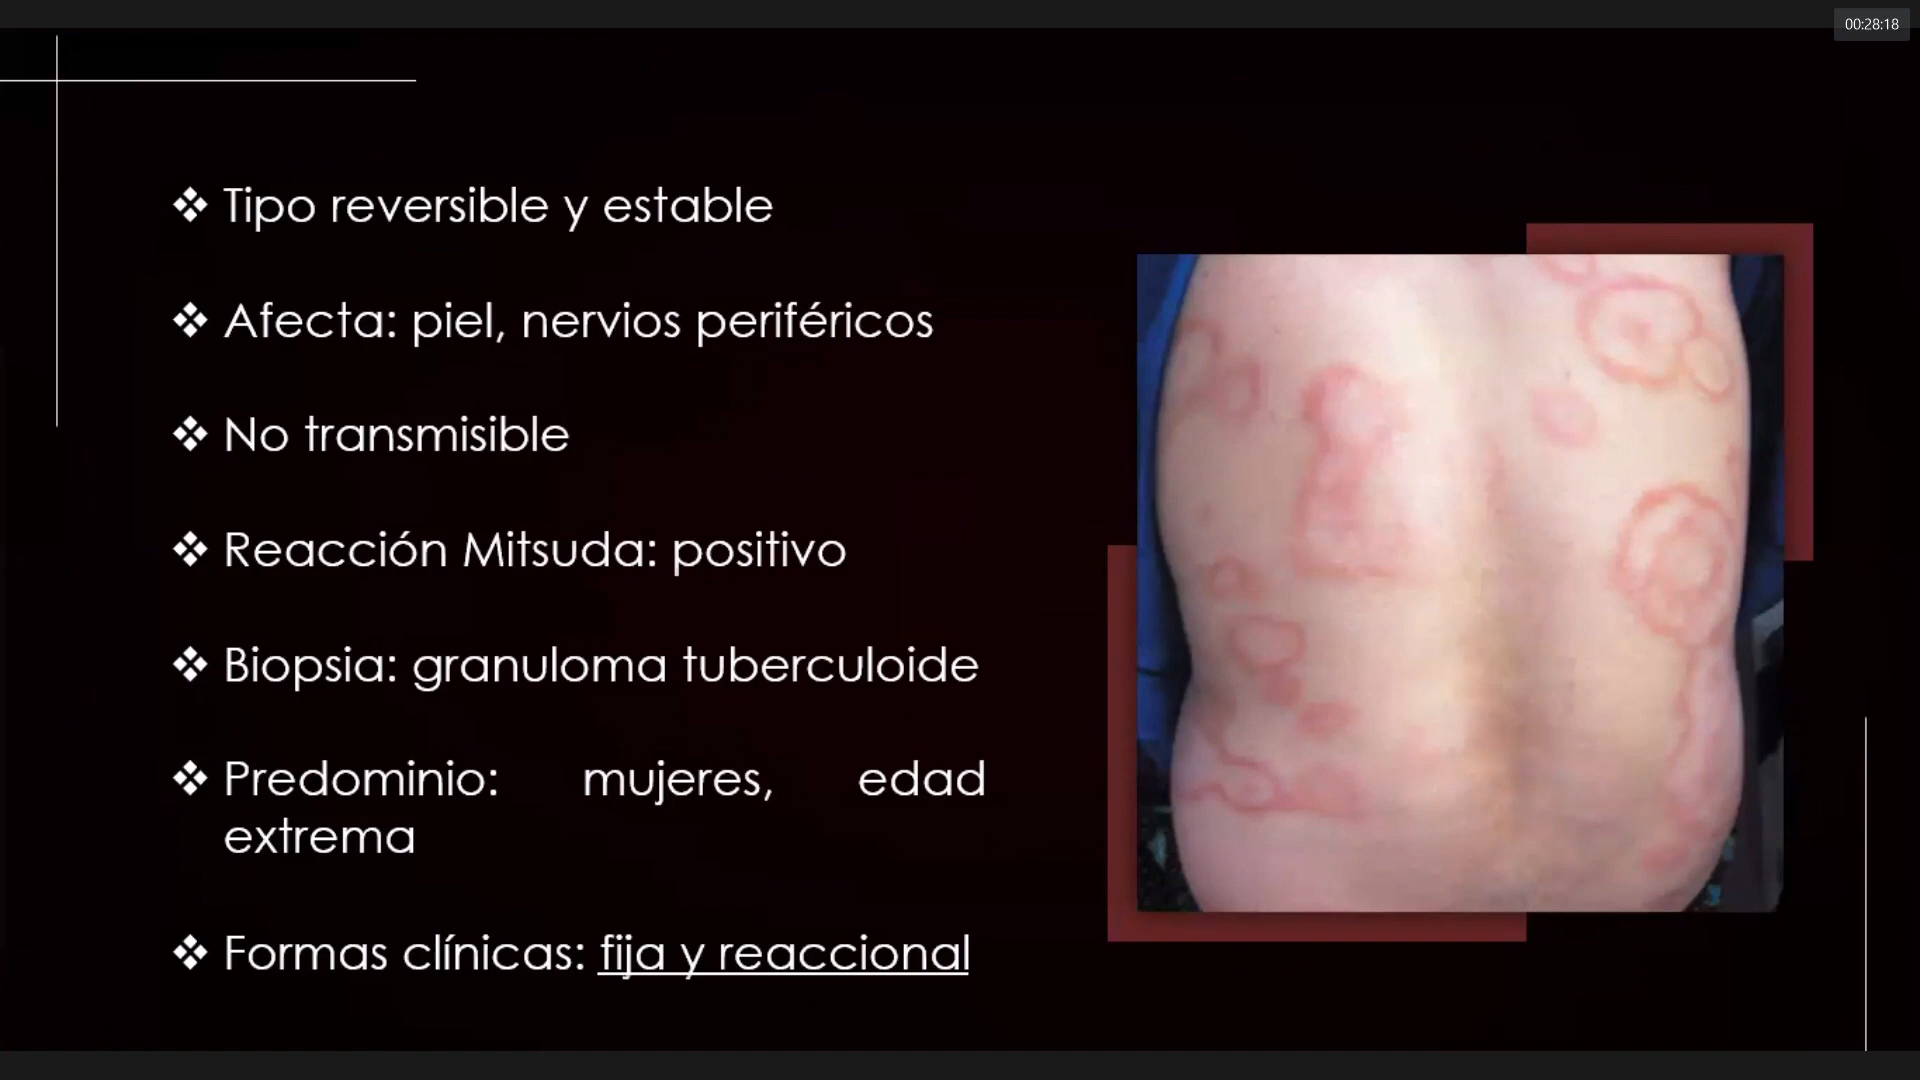 00:28:18
❖ Tipo reversible y estable
❖ Afecta: piel, nervios periféricos
❖ No transmisible
❖ Reacción Mitsuda: positivo
❖ Biopsia: granuloma tuberculoide
❖ Predominio: mujeres, edad
extrema
❖ Formas clínicas: fija y reaccional